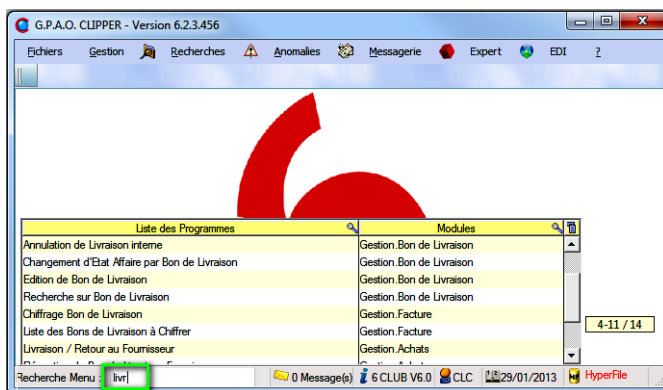 G.P.A.O. CLIPPER - Version 6.2.3.456
Fichiers Gestion Recherches Anomalies Messagerie Expert EDI ?
Liste des Programmes Modules
Annulation de Livraison interne Gestion.Bon de Livraison
Changement d'Etat Affaire par Bon de Livraison Gestion.Bon de Livraison
Edition de Bon de Livraison Gestion.Bon de Livraison
Recherche sur Bon de Livraison Gestion.Bon de Livraison
Chiffrage Bon de Livraison Gestion.Facture
Liste des Bons de Livraison à Chiffrer Gestion.Facture
4-11 / 14
Livraison / Retour au Fournisseur Gestion.Achats
Recherche Menu : livr 0 Message(s) 6 CLUB V6.0 CLC 29/01/2013 HyperFile